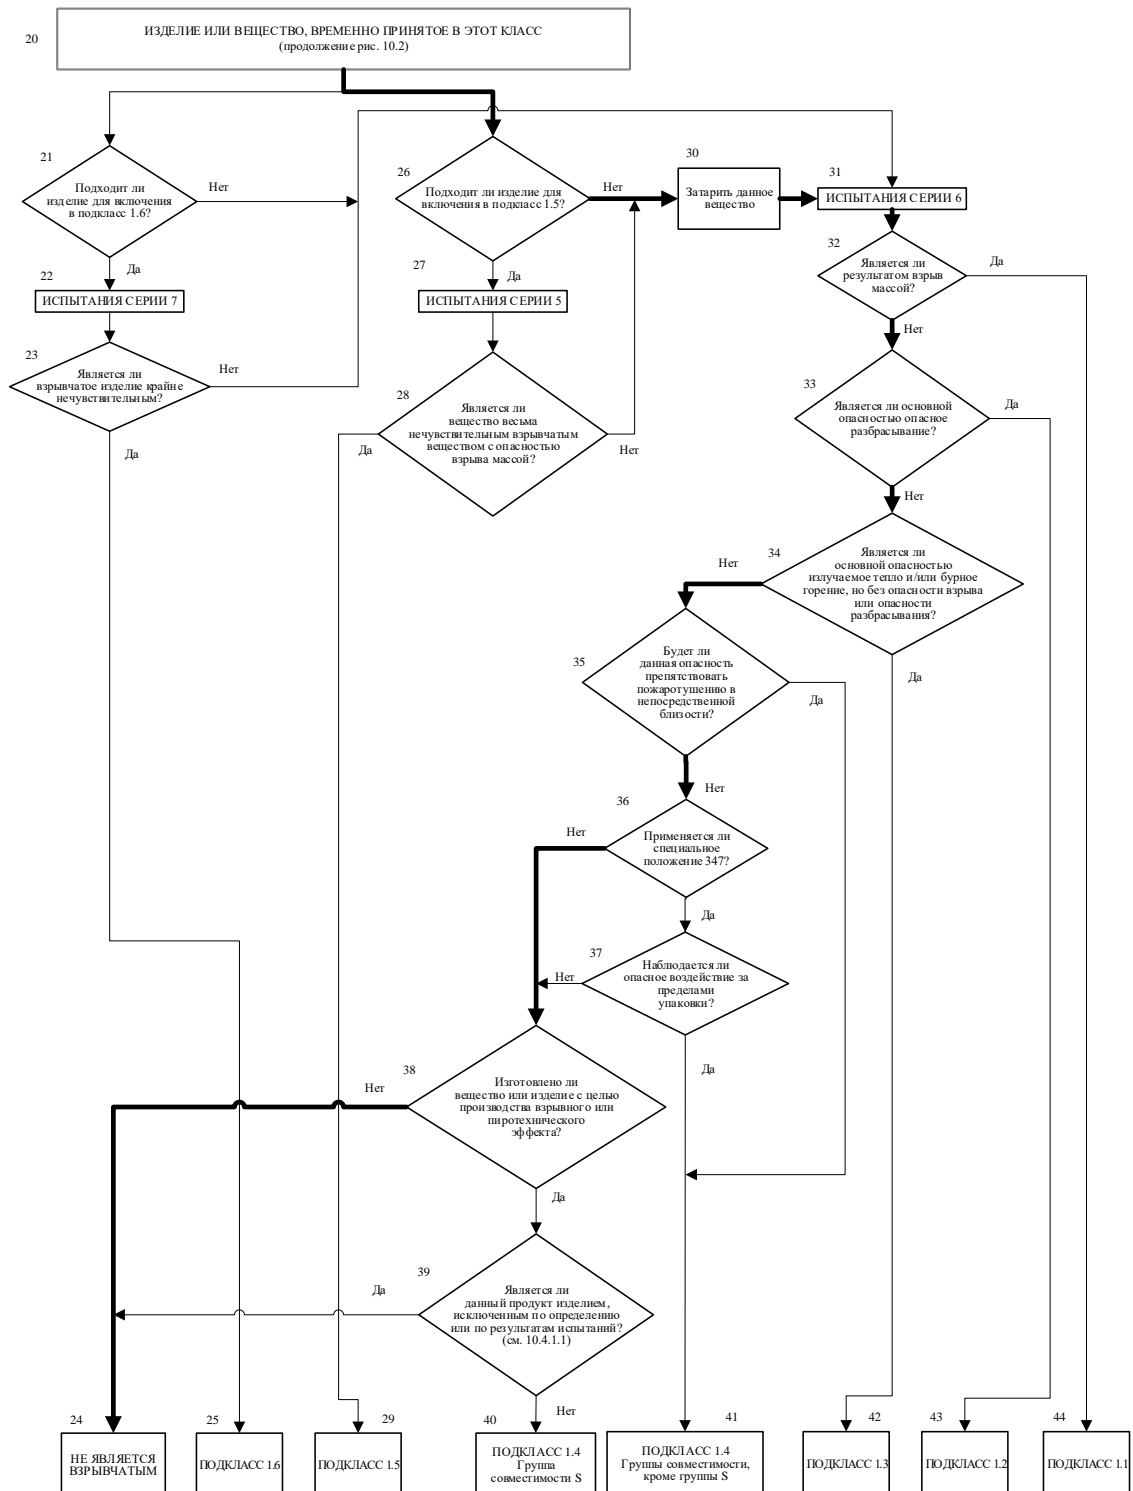 20
ИЗДЕЛИЕ ИЛИ ВЕЩЕСТВО, ВРЕМЕННО ПРИНЯТОЕ В ЭТОТ КЛАСС
(продолжение рис. 10.2)
21
Подходит ли
изделие для включения
в подкласс 1.6?
Нет
Да
22
ИСПЫТАНИЯ СЕРИИ 7
23
Является ли
взрывчатое изделие крайне
нечувствительным?
Нет
Да
26
Подходит ли изделие для
включения в подкласс 1.5?
Нет
Да
27
ИСПЫТАНИЯ СЕРИИ 5
28
Является ли
вещество весьма
нечувствительным взрывчатым
веществом с опасностью
взрыва массой?
Да
Нет
30
Затарить данное
вещество
31
ИСПЫТАНИЯ СЕРИИ 6
32
Является ли
результатом взрыв
массой?
Да
Нет
33
Является ли основной
опасностью опасное
разбрасывание?
Да
Нет
34
Является ли
основной опасностью
излучаемое тепло и/или бурное
горение, но без опасности взрыва
или опасности
разбрасывания?
Нет
Да
35
Будет ли
данная опасность
препятствовать
пожаротушению в
непосредственной
близости?
Да
Нет
36
Применяется ли
специальное
положение 347?
Нет
Да
37
Наблюдается ли
опасное воздействие за
пределами
упаковки?
Нет
Да
38
Изготовлено ли
вещество или изделие с целью
производства взрывного или
пиротехнического
эффекта?
Нет
Да
39
Является ли
данный продукт изделием,
исключенным по определению
или по результатам испытаний?
(см. 10.4.1.1)
Да
Нет
24
НЕ ЯВЛЯЕТСЯ
ВЗРЫВЧАТЫМ
25
ПОДКЛАСС 1.6
29
ПОДКЛАСС 1.5
40
ПОДКЛАСС 1.4
Группа
совместимости S
41
ПОДКЛАСС 1.4
Группы совместимости,
кроме группы S
42
ПОДКЛАСС 1.3
43
ПОДКЛАСС 1.2
44
ПОДКЛАСС 1.1